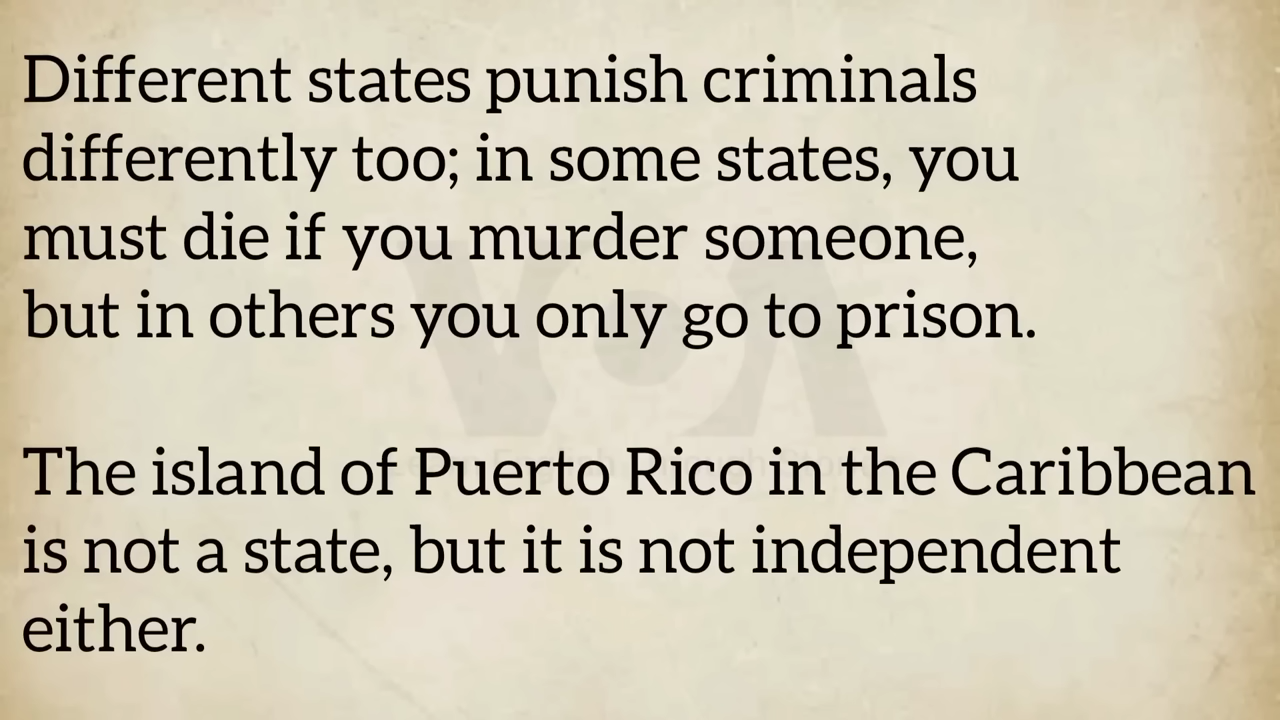 Different states punish criminals
differently too; in some states, you
must die if you murder someone,
but in others you only go to prison.
The island of Puerto Rico in the Caribbean
is not a state, but it is not independent
either.
VOA